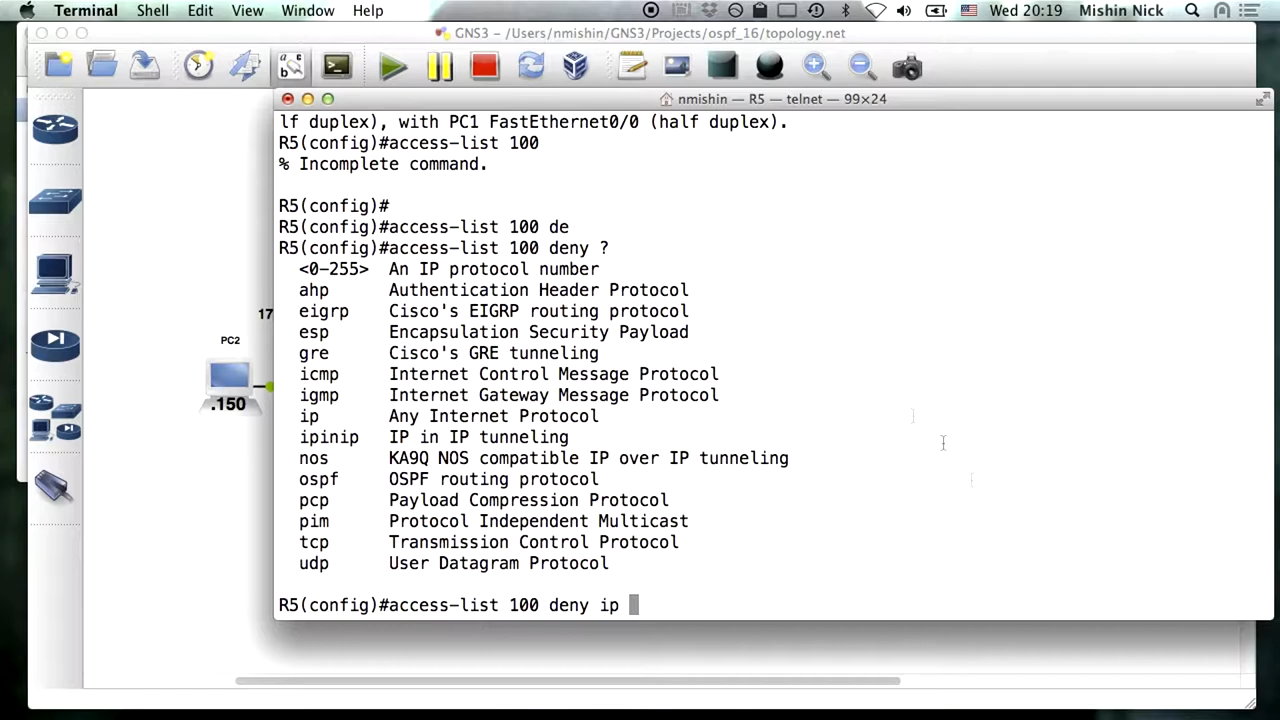 Terminal Shell Edit View Window Help Wed 20:19 Mishin Nick
GNS3 – /Users/nmishin/GNS3/Projects/ospf_16/topology.net
nmishin — R5 — telnet — 99×24
lf duplex), with PC1 FastEthernet0/0 (half duplex).
R5(config)#access-list 100
% Incomplete command.
R5(config)#
R5(config)#access-list 100 de
R5(config)#access-list 100 deny ?
<0-255> An IP protocol number
ahp Authentication Header Protocol
eigrp Cisco's EIGRP routing protocol
esp Encapsulation Security Payload
gre Cisco's GRE tunneling
icmp Internet Control Message Protocol
igmp Internet Gateway Message Protocol
ip Any Internet Protocol
ipinip IP in IP tunneling
nos KA9Q NOS compatible IP over IP tunneling
ospf OSPF routing protocol
pcp Payload Compression Protocol
pim Protocol Independent Multicast
tcp Transmission Control Protocol
udp User Datagram Protocol
R5(config)#access-list 100 deny ip
17
PC2
.150